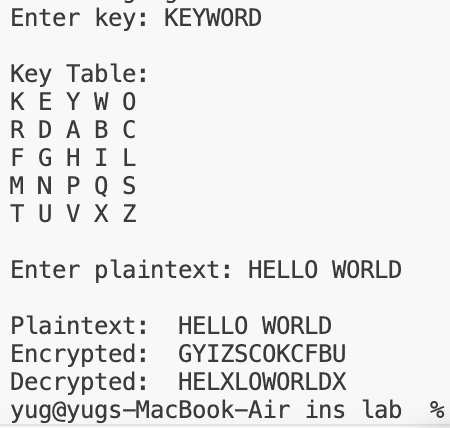 Enter key: KEYWORD
Key Table:
K E Y W O
R D A B C
F G H I L
M N P Q S
T U V X Z
Enter plaintext: HELLO WORLD
Plaintext:  HELLO WORLD
Encrypted:  GYIZSCOKCFBU
Decrypted:  HELXLOWORLDX
yug@yugs-MacBook-Air ins lab  %